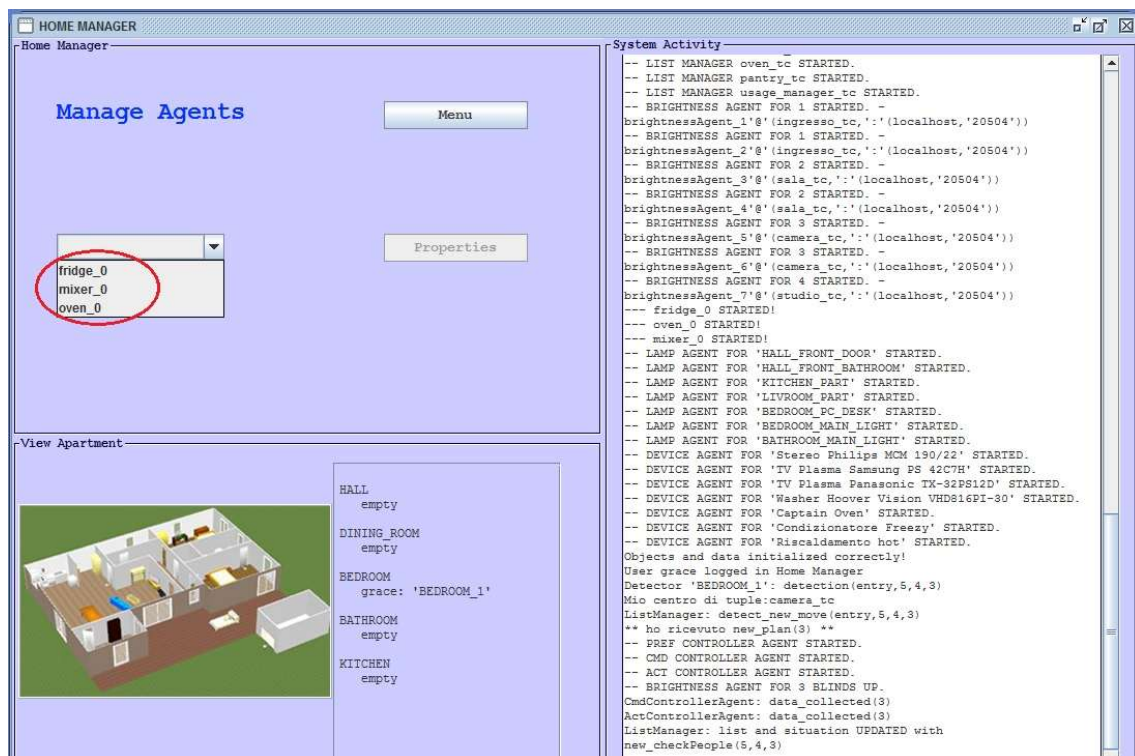 HOME MANAGER
Home Manager
Manage Agents
Menu
Properties
fridge_0
mixer_0
oven_0
View Apartment
HALL
empty
DINING_ROOM
empty
BEDROOM
grace: 'BEDROOM_1'
BATHROOM
empty
KITCHEN
empty
System Activity
-- LIST MANAGER oven_tc STARTED.
-- LIST MANAGER pantry_tc STARTED.
-- LIST MANAGER usage_manager_tc STARTED.
-- BRIGHTNESS AGENT FOR 1 STARTED. -
brightnessAgent_1'@'(ingresso_tc,':'(localhost,'20504'))
-- BRIGHTNESS AGENT FOR 1 STARTED. -
brightnessAgent_2'@'(ingresso_tc,':'(localhost,'20504'))
-- BRIGHTNESS AGENT FOR 2 STARTED. -
brightnessAgent_3'@'(sala_tc,':'(localhost,'20504'))
-- BRIGHTNESS AGENT FOR 2 STARTED. -
brightnessAgent_4'@'(sala_tc,':'(localhost,'20504'))
-- BRIGHTNESS AGENT FOR 3 STARTED. -
brightnessAgent_5'@'(camera_tc,':'(localhost,'20504'))
-- BRIGHTNESS AGENT FOR 3 STARTED. -
brightnessAgent_6'@'(camera_tc,':'(localhost,'20504'))
-- BRIGHTNESS AGENT FOR 4 STARTED. -
brightnessAgent_7'@'(studio_tc,':'(localhost,'20504'))
--- fridge_0 STARTED!
--- oven_0 STARTED!
--- mixer_0 STARTED!
-- LAMP AGENT FOR 'HALL_FRONT_DOOR' STARTED.
-- LAMP AGENT FOR 'HALL_FRONT_BATHROOM' STARTED.
-- LAMP AGENT FOR 'KITCHEN_PART' STARTED.
-- LAMP AGENT FOR 'LIVROOM_PART' STARTED.
-- LAMP AGENT FOR 'BEDROOM_PC_DESK' STARTED.
-- LAMP AGENT FOR 'BEDROOM_MAIN_LIGHT' STARTED.
-- LAMP AGENT FOR 'BATHROOM_MAIN_LIGHT' STARTED.
-- DEVICE AGENT FOR 'Stereo Philips MCM 190/22' STARTED.
-- DEVICE AGENT FOR 'TV Plasma Samsung PS 42C7H' STARTED.
-- DEVICE AGENT FOR 'TV Plasma Panasonic TX-32PS12D' STARTED.
-- DEVICE AGENT FOR 'Washer Hoover Vision VHD816PI-30' STARTED.
-- DEVICE AGENT FOR 'Captain Oven' STARTED.
-- DEVICE AGENT FOR 'Condizionatore Freezy' STARTED.
-- DEVICE AGENT FOR 'Riscaldamento hot' STARTED.
Objects and data initialized correctly!
User grace logged in Home Manager
Detector 'BEDROOM_1': detection(entry,5,4,3)
Mio centro di tuple:camera_tc
ListManager: detect_new_move(entry,5,4,3)
** ho ricevuto new_plan(3) **
-- PREF CONTROLLER AGENT STARTED.
-- CMD CONTROLLER AGENT STARTED.
-- ACT CONTROLLER AGENT STARTED.
-- BRIGHTNESS AGENT FOR 3 BLINDS UP.
CmdControllerAgent: data_collected(3)
ActControllerAgent: data_collected(3)
ListManager: list and situation UPDATED with
new_checkPeople(5,4,3)